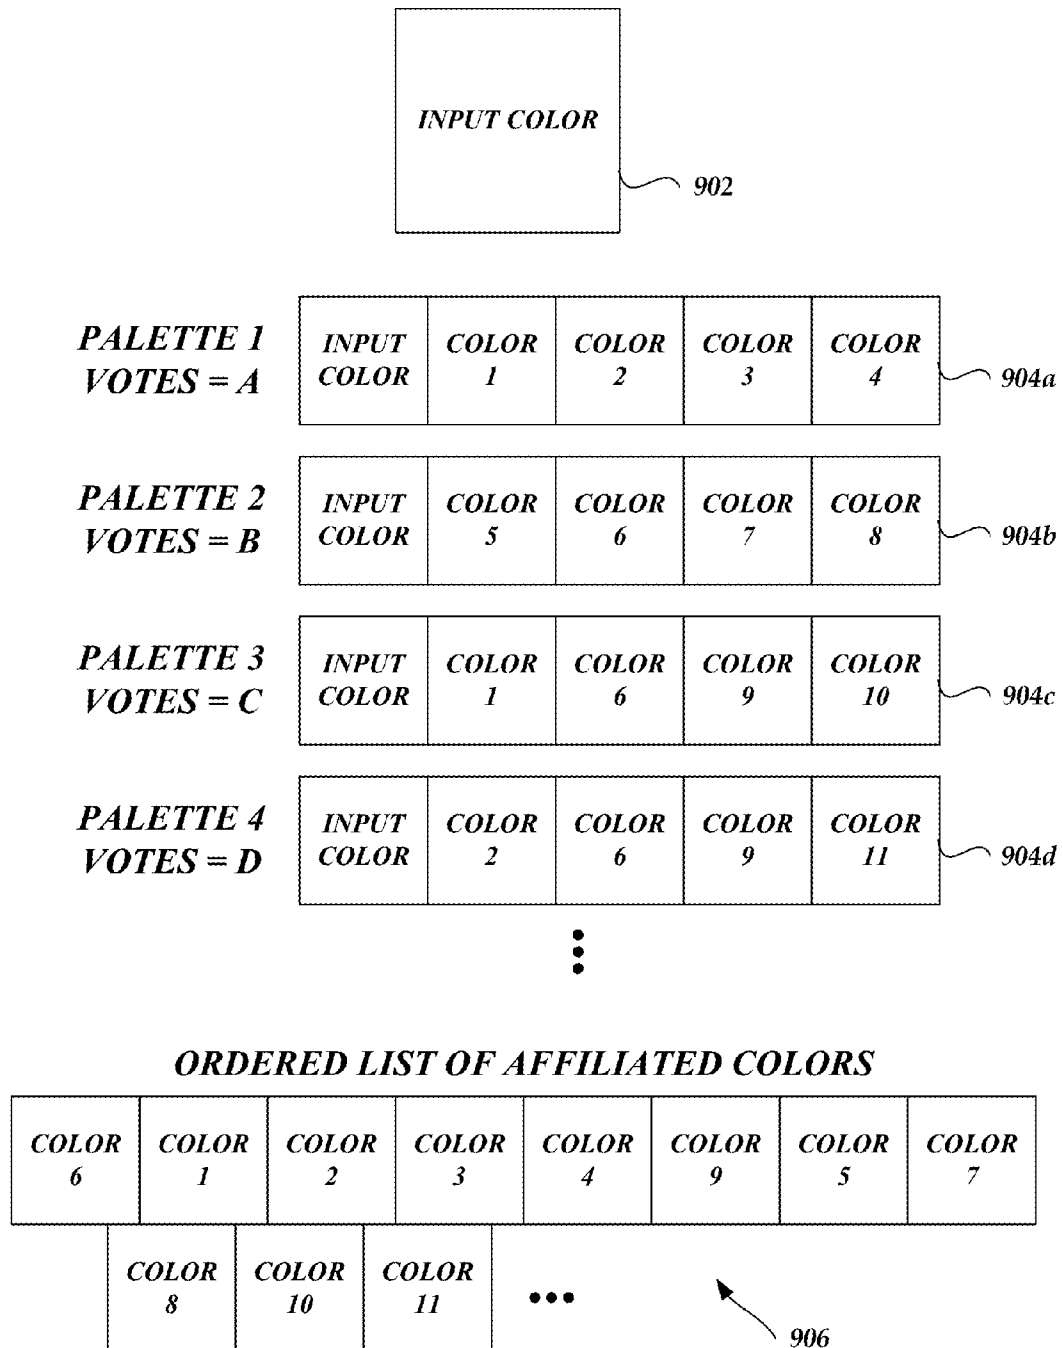 INPUT COLOR
902
PALETTE 1
VOTES = A
INPUT COLOR
COLOR 1
COLOR 2
COLOR 3
COLOR 4
904a
PALETTE 2
VOTES = B
INPUT COLOR
COLOR 5
COLOR 6
COLOR 7
COLOR 8
904b
PALETTE 3
VOTES = C
INPUT COLOR
COLOR 1
COLOR 6
COLOR 9
COLOR 10
904c
PALETTE 4
VOTES = D
INPUT COLOR
COLOR 2
COLOR 6
COLOR 9
COLOR 11
904d
ORDERED LIST OF AFFILIATED COLORS
COLOR 6
COLOR 1
COLOR 2
COLOR 3
COLOR 4
COLOR 9
COLOR 5
COLOR 7
COLOR 8
COLOR 10
COLOR 11
906